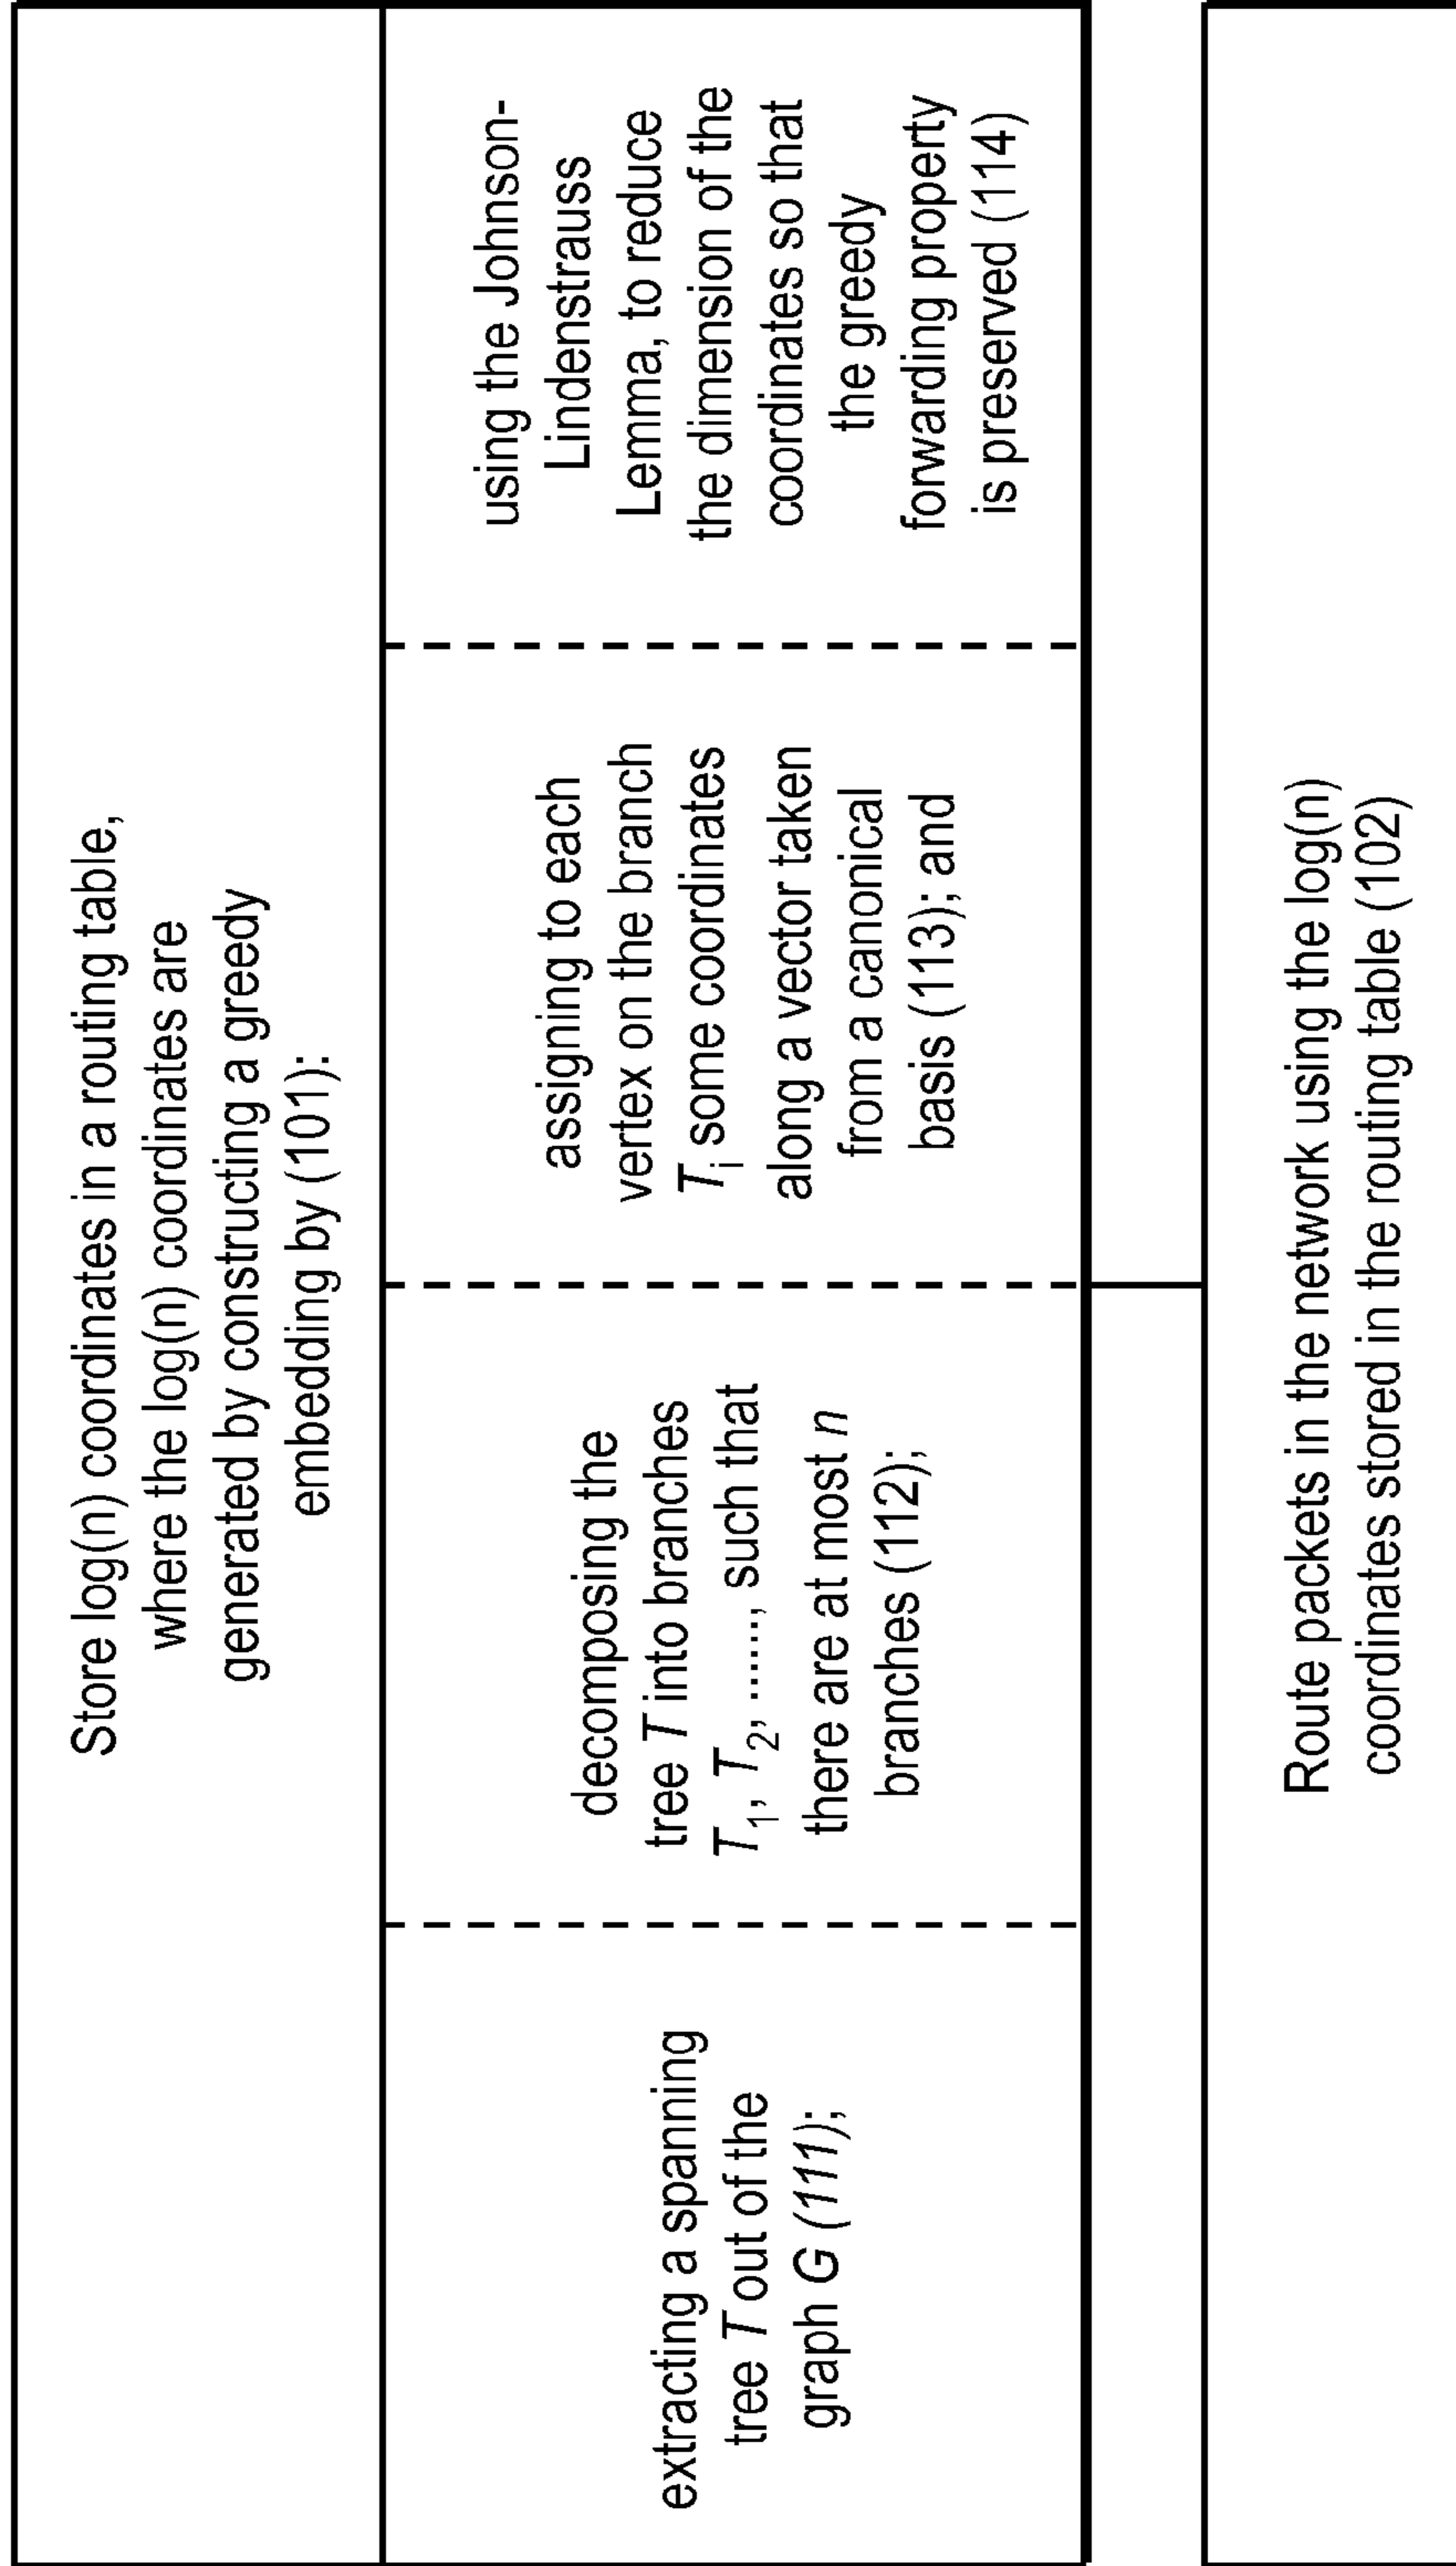 Store log(n) coordinates in a routing table,
where the log(n) coordinates are
generated by constructing a greedy
embedding by (101):
extracting a spanning
tree T out of the
graph G (111);
decomposing the
tree T into branches
T1, T2, ......, such that
there are at most n
branches (112);
assigning to each
vertex on the branch
Ti some coordinates
along a vector taken
from a canonical
basis (113); and
using the Johnson-
Lindenstrauss
Lemma, to reduce
the dimension of the
coordinates so that
the greedy
forwarding property
is preserved (114)
Route packets in the network using the log(n)
coordinates stored in the routing table (102)